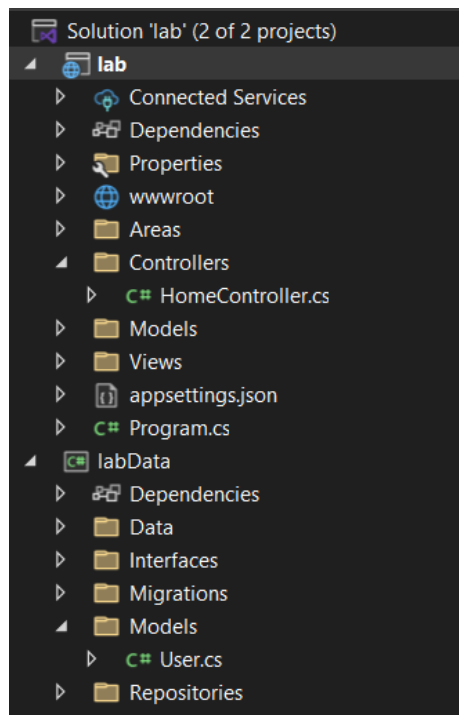 Solution 'lab' (2 of 2 projects)
lab
Connected Services
Dependencies
Properties
wwwroot
Areas
Controllers
C# HomeController.cs
Models
Views
appsettings.json
C# Program.cs
C# labData
Dependencies
Data
Interfaces
Migrations
Models
C# User.cs
Repositories